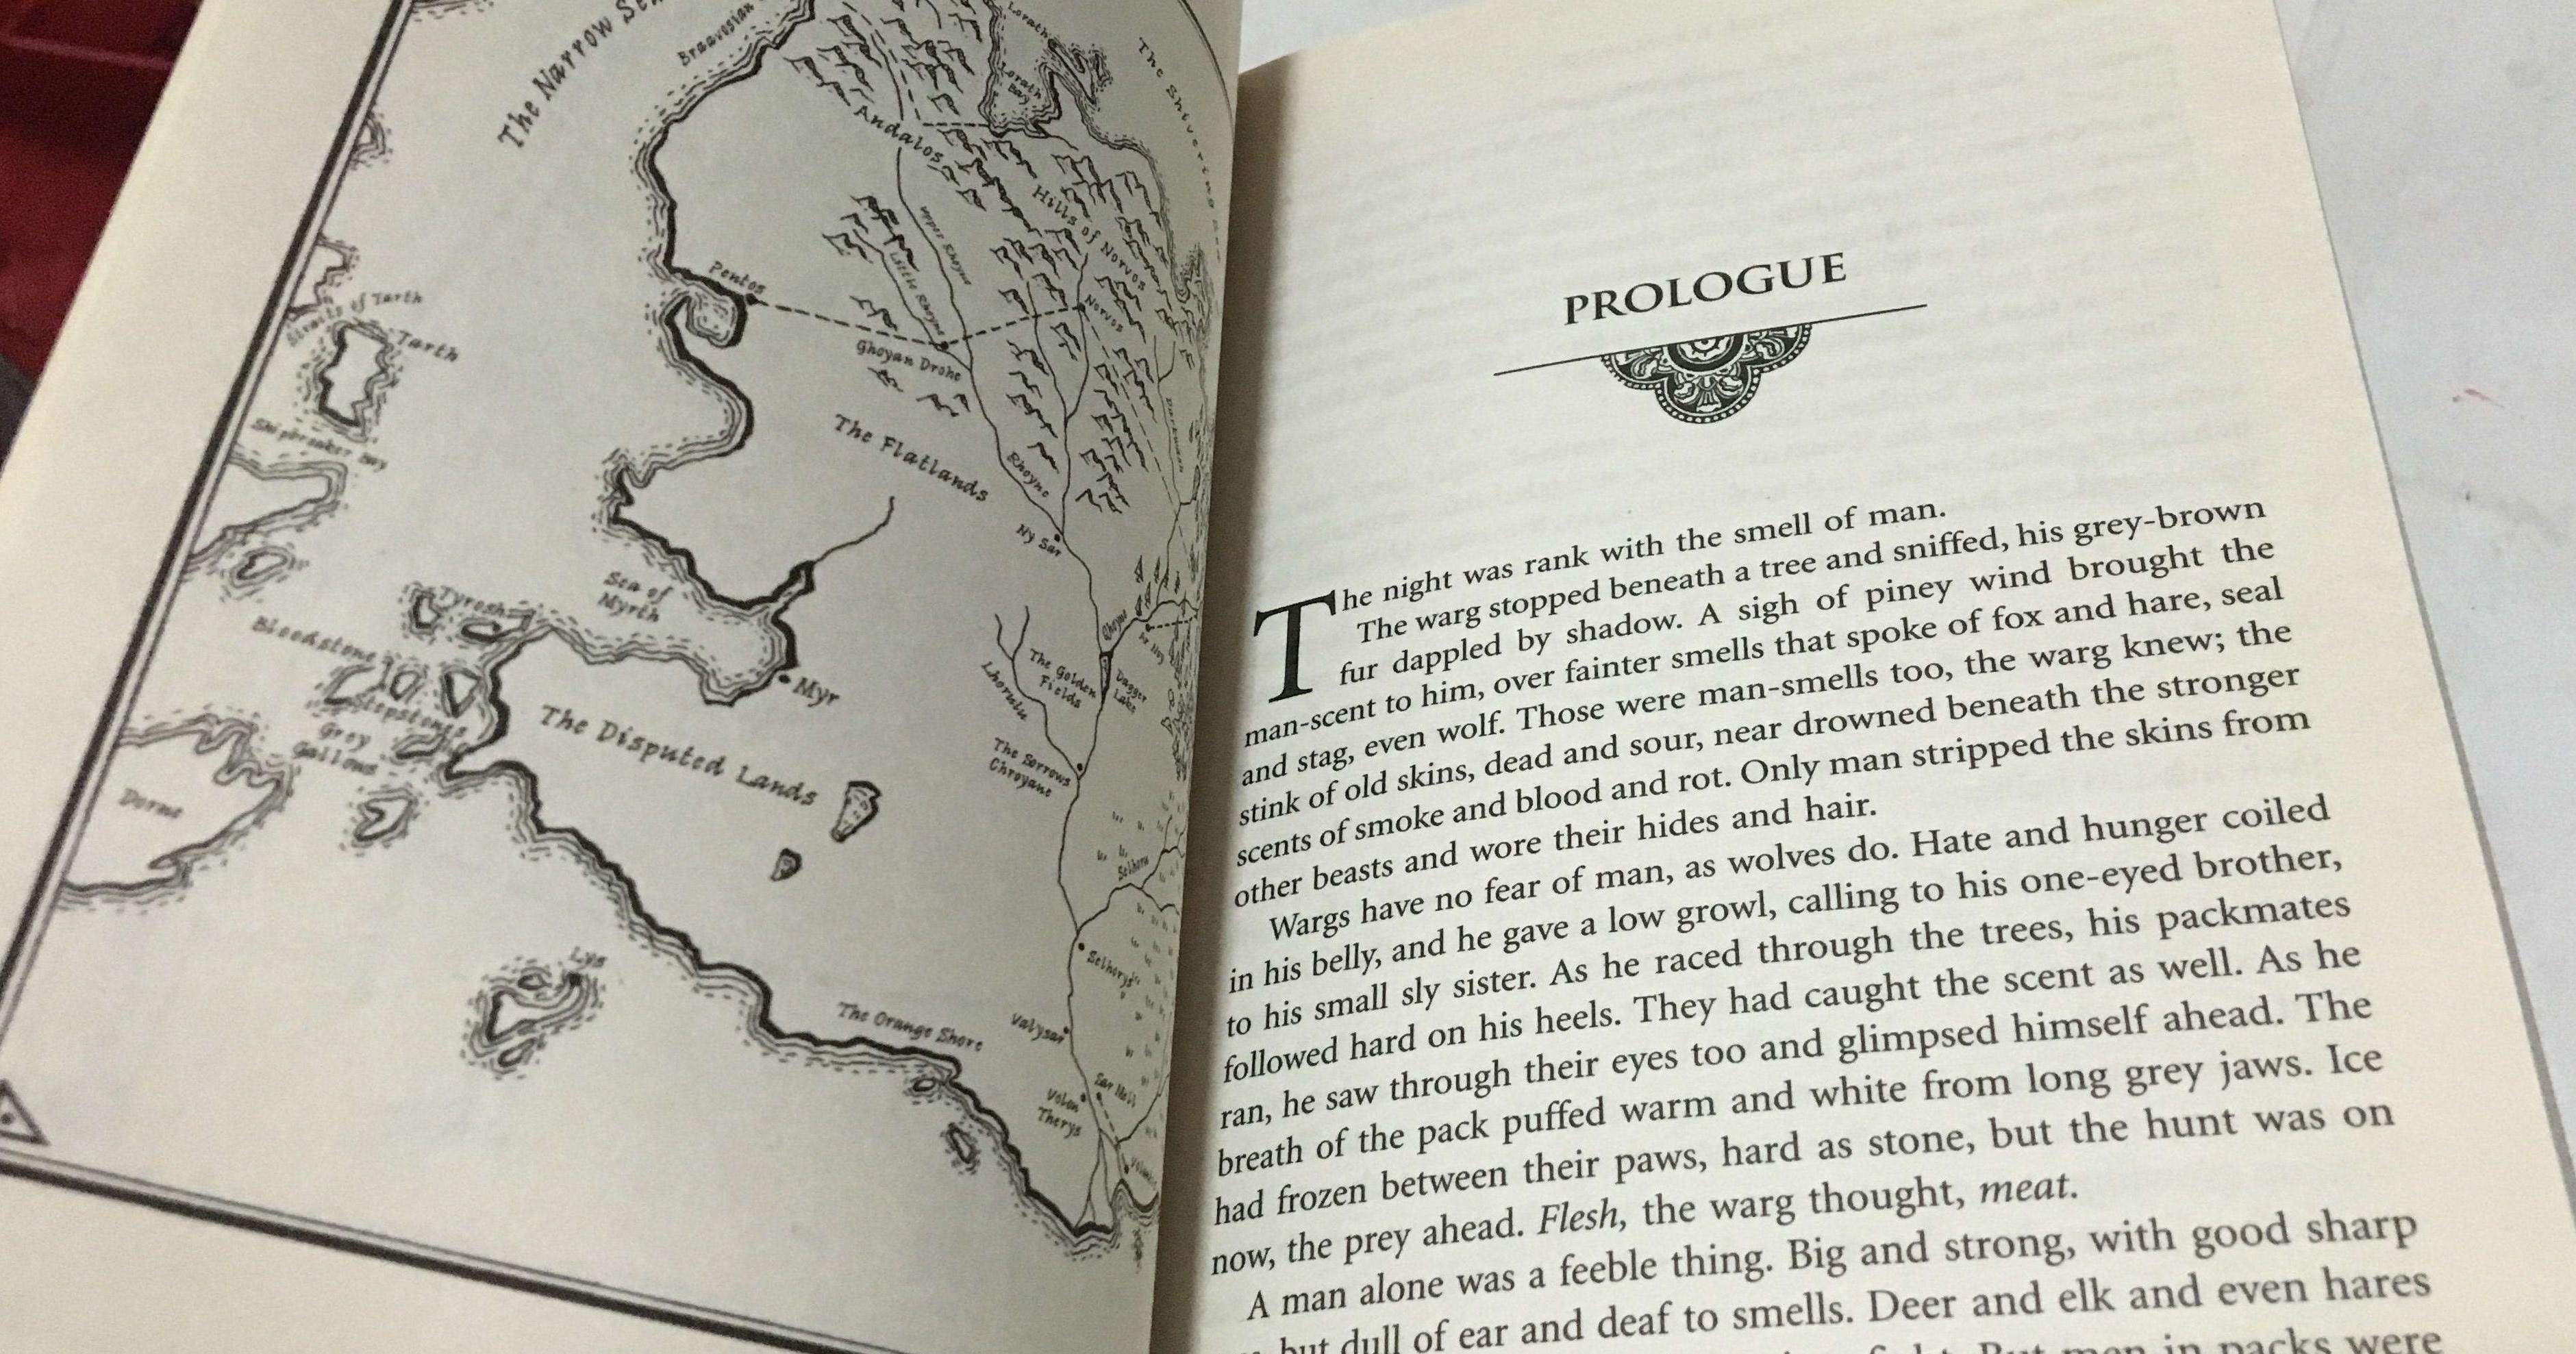 The Narrow
Braavosian
Lorath
Lorath
Bay
The Shivering
Andalos
Hills of Norvos
Upper Rhoyne
Little Rhoyne
Pentos
Norvos
Ghoyan Drohe
Straits of Tarth
Tarth
Shipbreaker Bay
The Flatlands
Darkwash
Rhoyne
Ny Sar
Sea of
Myrth
Tyrosh
Bloodstone
Qhoyne
The Golden
Fields
Dagger
Lake
Lhorulu
Myr
Stepstones
Grey
Gallows
The Disputed Lands
The Sorrows
Chroyane
Dorne
Selhoru
Selhorys
Lys
The Orange Shore
Valysar
Sar Mell
Volon
Therys
PROLOGUE
The night was rank with the smell of man.
The warg stopped beneath a tree and sniffed, his grey-brown
fur dappled by shadow. A sigh of piney wind brought the
man-scent to him, over fainter smells that spoke of fox and hare, seal
and stag, even wolf. Those were man-smells too, the warg knew; the
stink of old skins, dead and sour, near drowned beneath the stronger
scents of smoke and blood and rot. Only man stripped the skins from
other beasts and wore their hides and hair.
Wargs have no fear of man, as wolves do. Hate and hunger coiled
in his belly, and he gave a low growl, calling to his one-eyed brother,
to his small sly sister. As he raced through the trees, his packmates
followed hard on his heels. They had caught the scent as well. As he
ran, he saw through their eyes too and glimpsed himself ahead. The
breath of the pack puffed warm and white from long grey jaws. Ice
had frozen between their paws, hard as stone, but the hunt was on
now, the prey ahead. Flesh, the warg thought, meat.
A man alone was a feeble thing. Big and strong, with good sharp
but dull of ear and deaf to smells. Deer and elk and even hares
But men in packs were